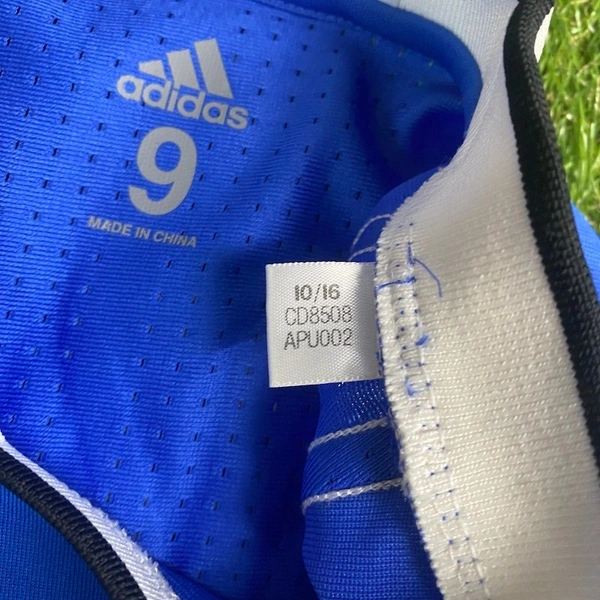 adidas
9
MADE IN CHINA
10/16
CD8508
APU002